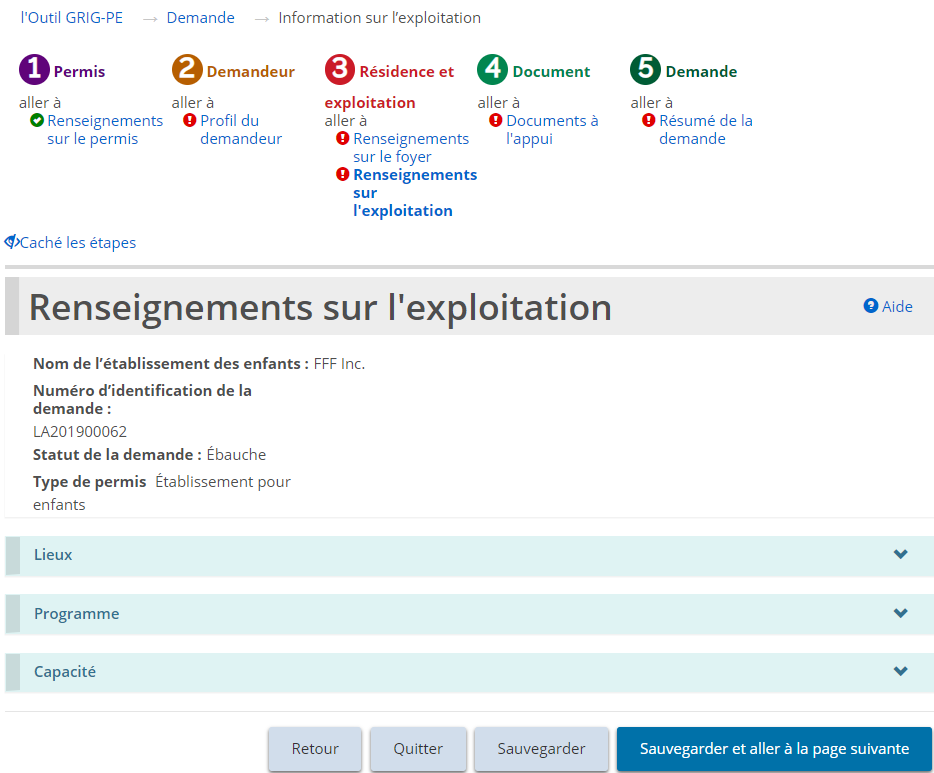 l'Outil GRIG-PE → Demande → Information sur l’exploitation
1 Permis
aller à
Renseignements
sur le permis
2 Demandeur
aller à
Profil du
demandeur
3 Résidence et
exploitation
aller à
Renseignements
sur le foyer
Renseignements
sur
l'exploitation
4 Document
aller à
Documents à
l'appui
5 Demande
aller à
Résumé de la
demande
Caché les étapes
Renseignements sur l'exploitation
Aide
Nom de l’établissement des enfants : FFF Inc.
Numéro d’identification de la
demande :
LA201900062
Statut de la demande : Ébauche
Type de permis Établissement pour
enfants
Lieux
Programme
Capacité
Retour
Quitter
Sauvegarder
Sauvegarder et aller à la page suivante